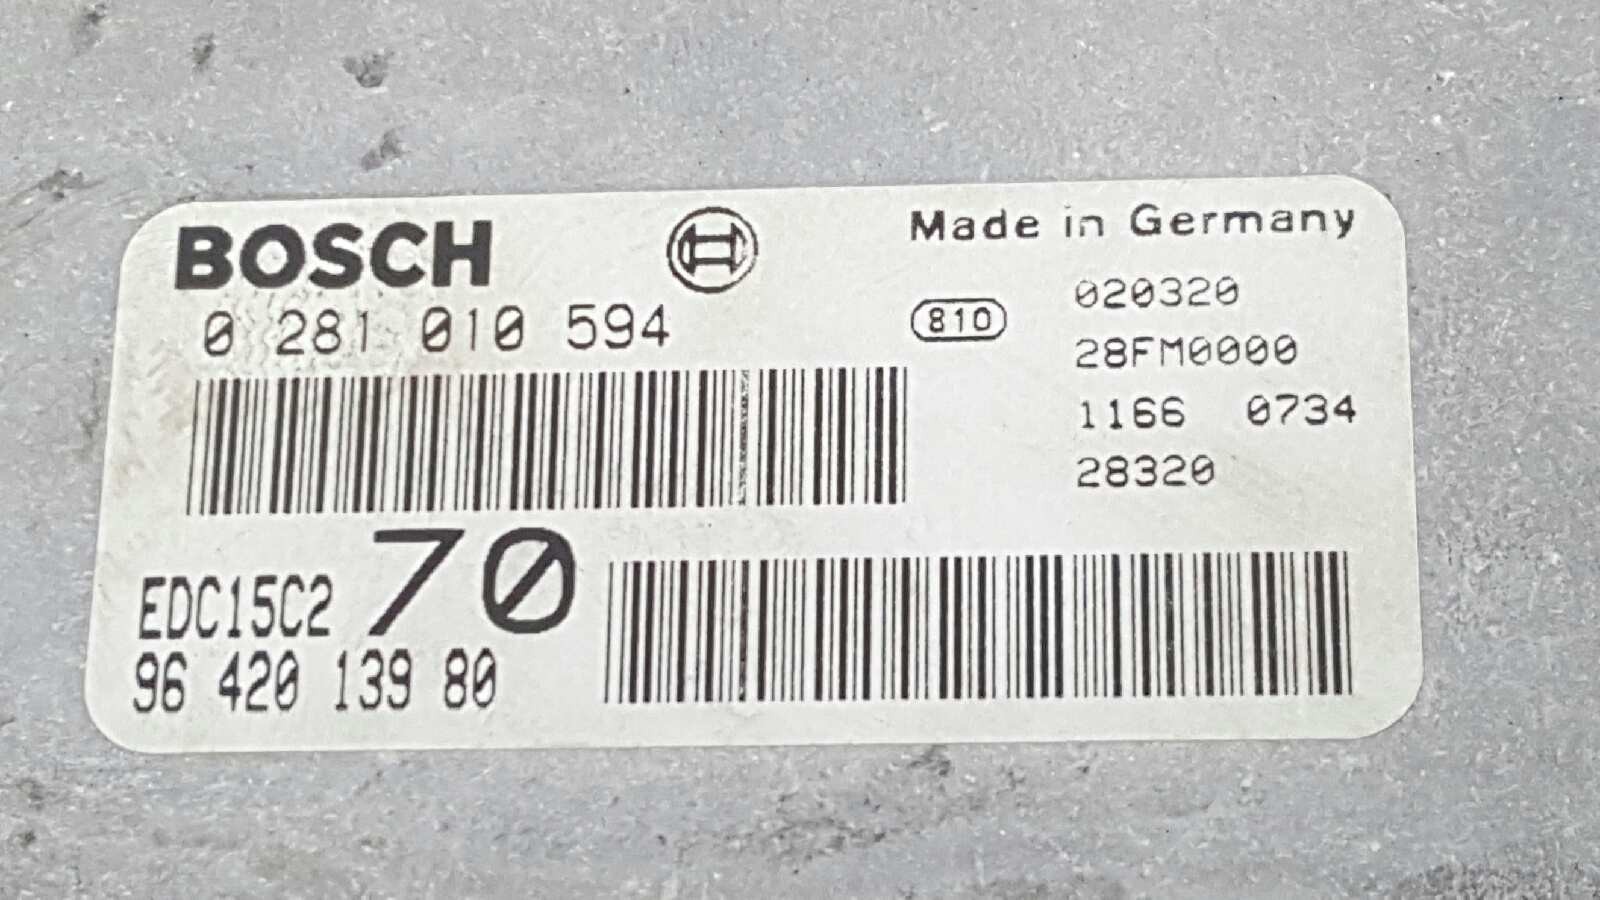 BOSCH
Made in Germany
0 281 010 594
810
020320
28FM0000
1166 0734
28320
EDC15C2 70
96 420 139 80